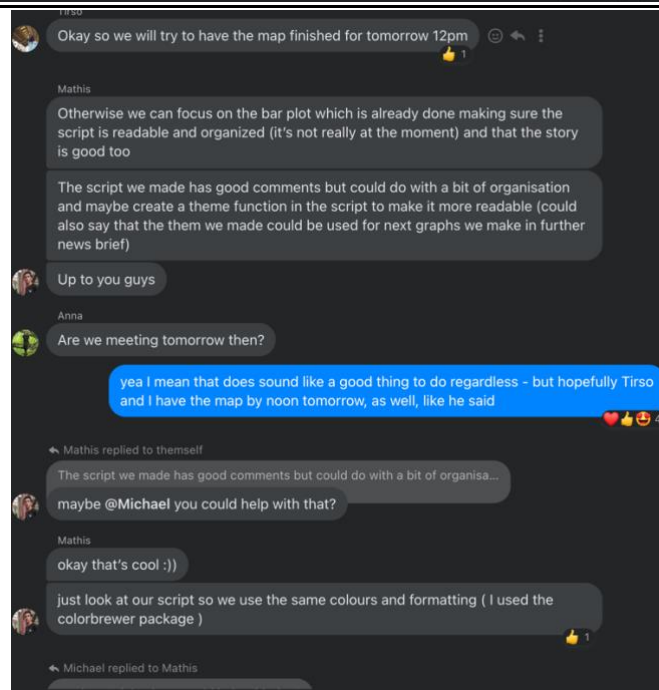 Tirso
Okay so we will try to have the map finished for tomorrow 12pm
1
Mathis
Otherwise we can focus on the bar plot which is already done making sure the
script is readable and organized (it's not really at the moment) and that the story
is good too
The script we made has good comments but could do with a bit of organisation
and maybe create a theme function in the script to make it more readable (could
also say that the them we made could be used for next graphs we make in further
news brief)
Up to you guys
Anna
Are we meeting tomorrow then?
yea I mean that does sound like a good thing to do regardless - but hopefully Tirso
and I have the map by noon tomorrow, as well, like he said
4
Mathis replied to themself
The script we made has good comments but could do with a bit of organisa...
maybe @Michael you could help with that?
Mathis
okay that's cool :))
just look at our script so we use the same colours and formatting ( I used the
colorbrewer package )
1
Michael replied to Mathis